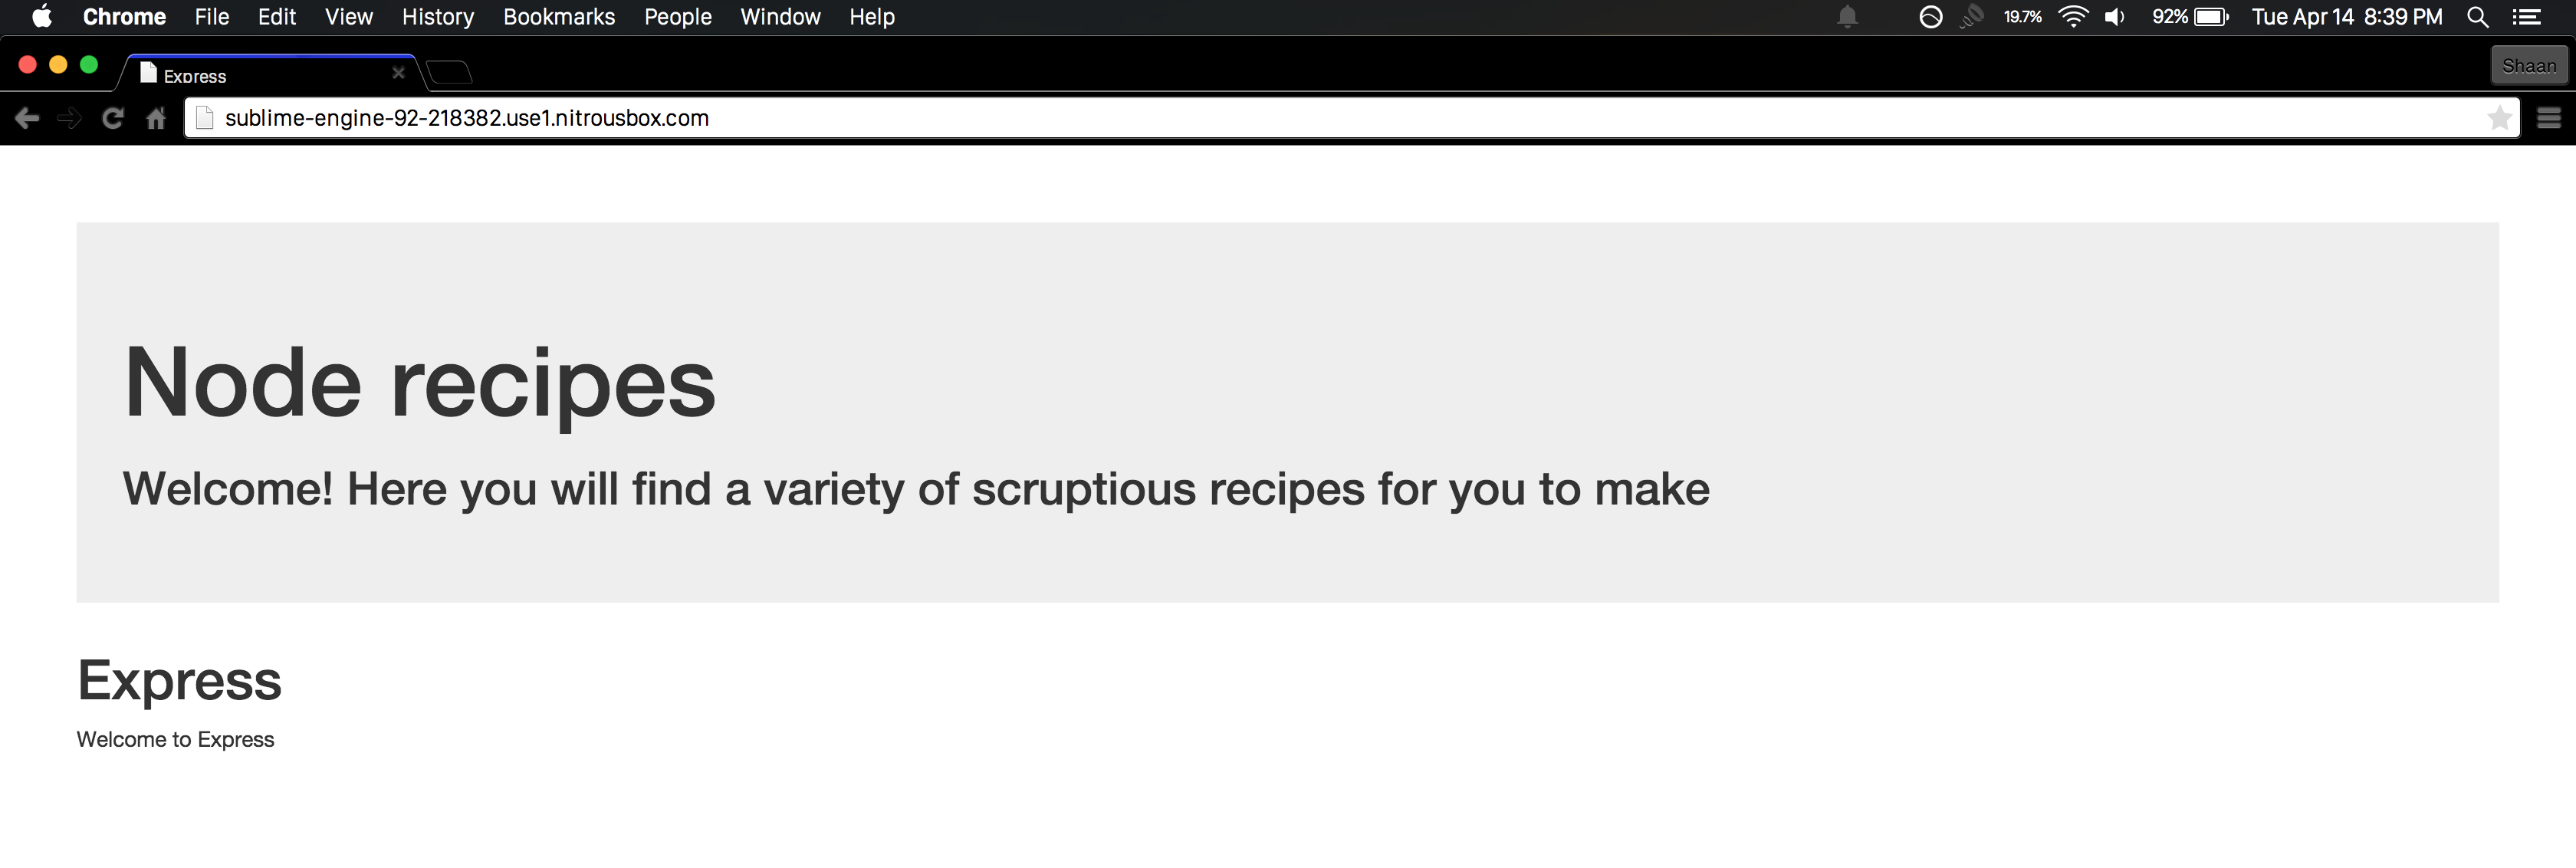 Chrome File Edit View History Bookmarks People Window Help 19.7% 92% Tue Apr 14 8:39 PM
Express Shaan
sublime-engine-92-218382.use1.nitrousbox.com
Node recipes
Welcome! Here you will find a variety of scruptious recipes for you to make
Express
Welcome to Express